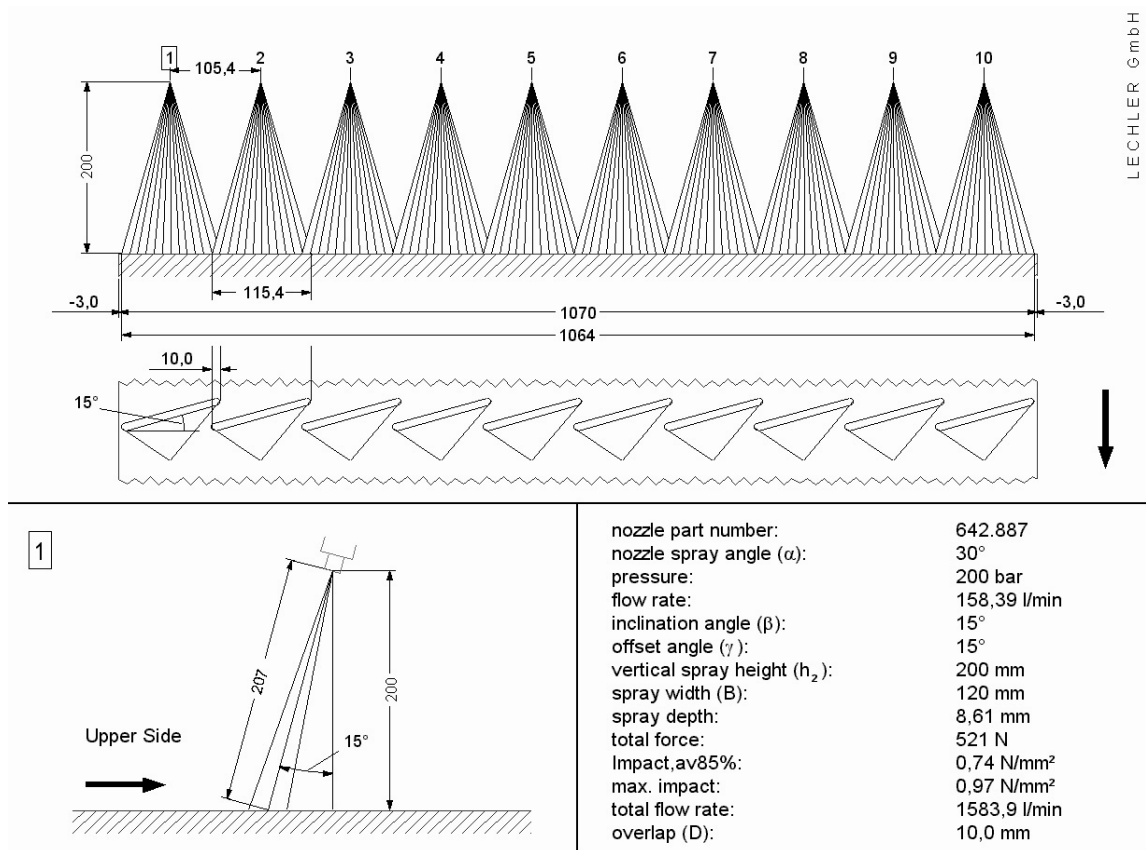 LECHLER GmbH
1 2 3 4 5 6 7 8 9 10
105,4
200
115,4
-3,0 1070 -3,0
1064
10,0
15°
1
207
200
15°
Upper Side
nozzle part number: 642.887
nozzle spray angle (α): 30°
pressure: 200 bar
flow rate: 158,39 l/min
inclination angle (β): 15°
offset angle (γ): 15°
vertical spray height (h₂): 200 mm
spray width (B): 120 mm
spray depth: 8,61 mm
total force: 521 N
Impact,av85%: 0,74 N/mm²
max. impact: 0,97 N/mm²
total flow rate: 1583,9 l/min
overlap (D): 10,0 mm